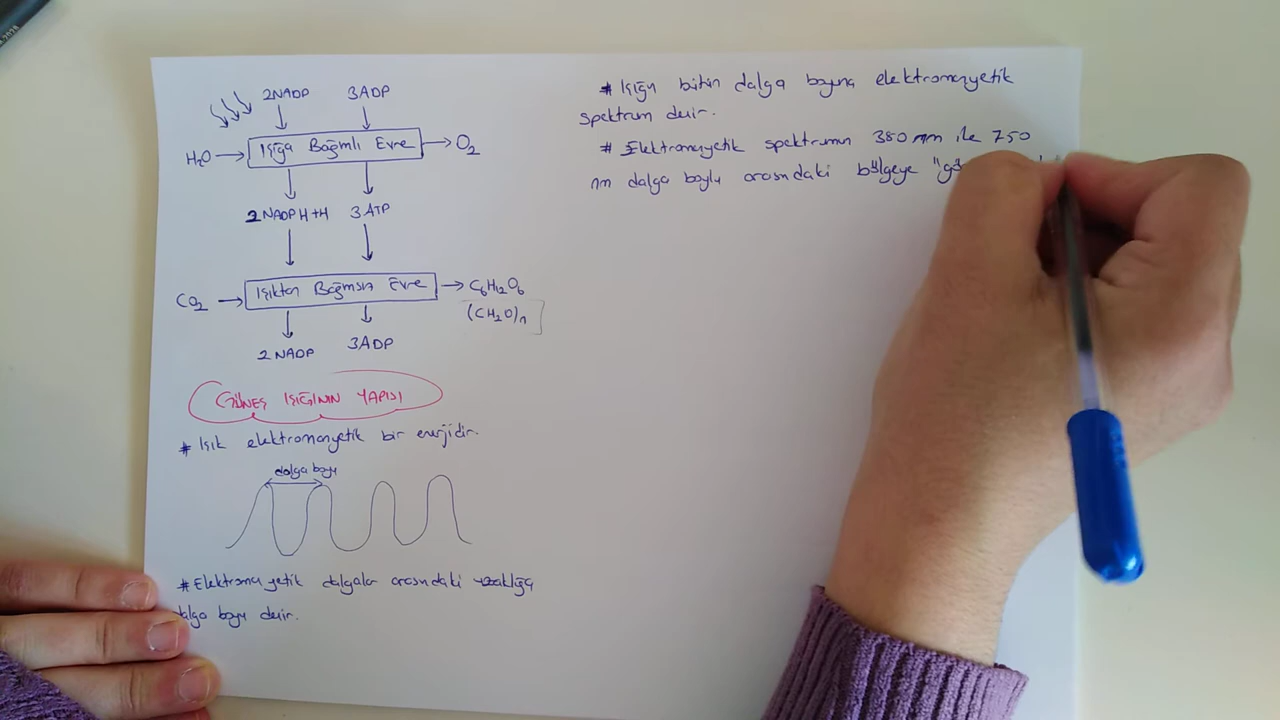 2NADP 3ADP
H₂O Işığa Bağımlı Evre O₂
2NADPH+H 3ATP
CO₂ Işıktan Bağımsız Evre C₆H₁₂O₆
(CH₂O)n
2NADP 3ADP
GÜNEŞ IŞIĞININ YAPISI
* Işık elektromanyetik bir enerjidir.
dalga boyu
* Elektromanyetik dalgalar arasındaki uzaklığa
dalga boyu denir.
* Işığın bütün dalga boyuna elektromanyetik
spektrum denir.
* Elektromanyetik spektrumun 380 nm ile 750
nm dalga boylu arasındaki bölgeye